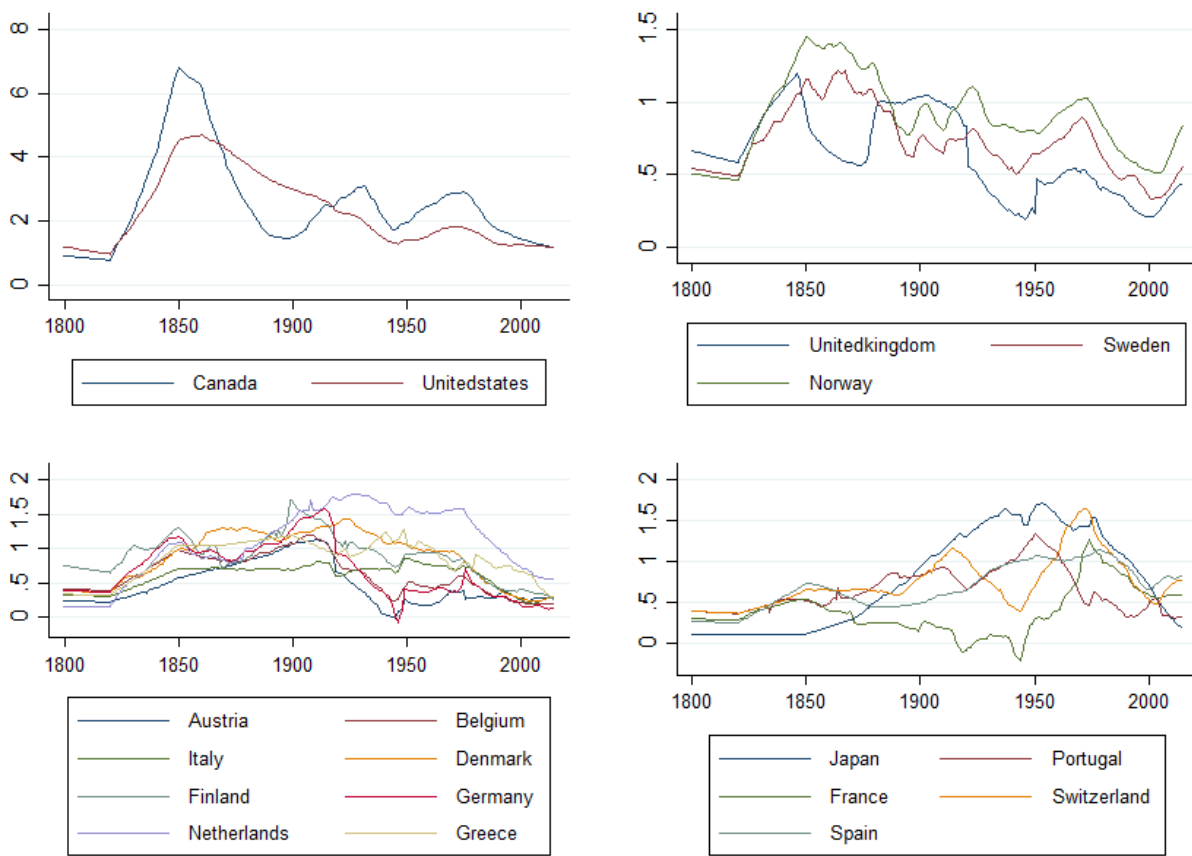 8
6
4
2
0
1800 1850 1900 1950 2000
Canada Unitedstates
1.5
1
.5
0
1800 1850 1900 1950 2000
Unitedkingdom Sweden
Norway
2
1.5
1
.5
0
1800 1850 1900 1950 2000
Austria Belgium
Italy Denmark
Finland Germany
Netherlands Greece
2
1.5
1
.5
0
1800 1850 1900 1950 2000
Japan Portugal
France Switzerland
Spain